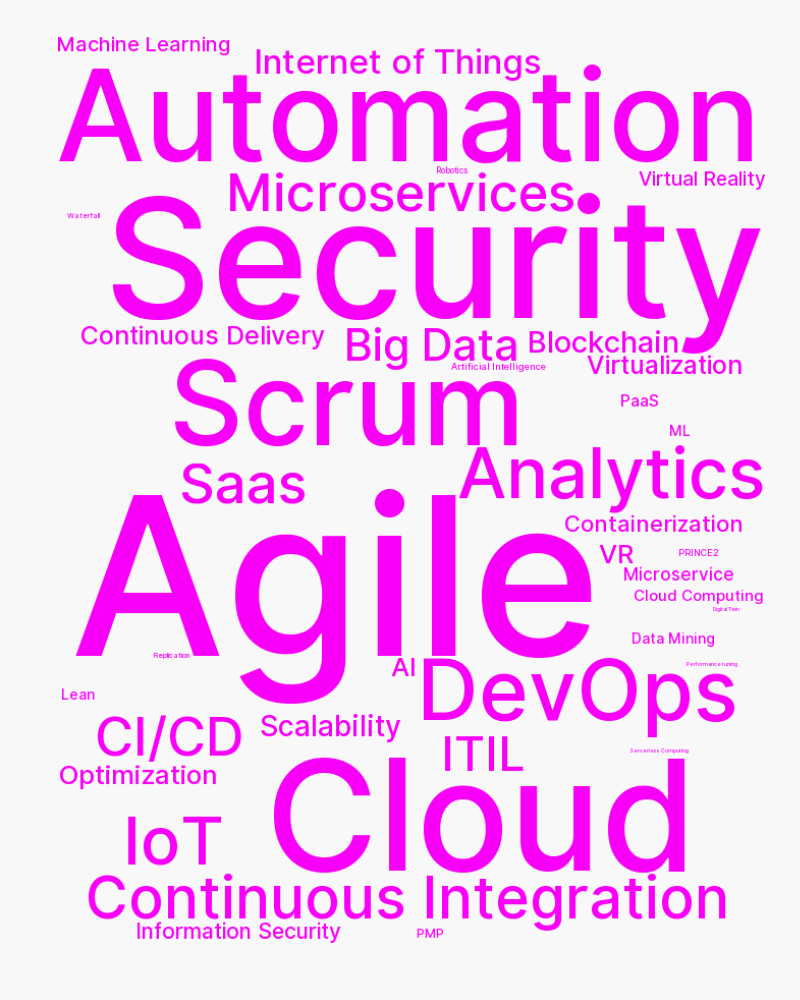 Machine Learning
Internet of Things
Automation
Robotics
Virtual Reality
Microservices
Waterfall
Security
Continuous Delivery
Big Data
Blockchain
Virtualization
Artificial Intelligence
Scrum
PaaS
ML
Analytics
Saas
Agile
Containerization
VR
PRINCE2
Microservice
Cloud Computing
Digital Twin
Data Mining
Replication
AI
DevOps
Performance tuning
Lean
CI/CD
Scalability
ITIL
Serverless Computing
Optimization
Cloud
IoT
Continuous Integration
Information Security
PMP